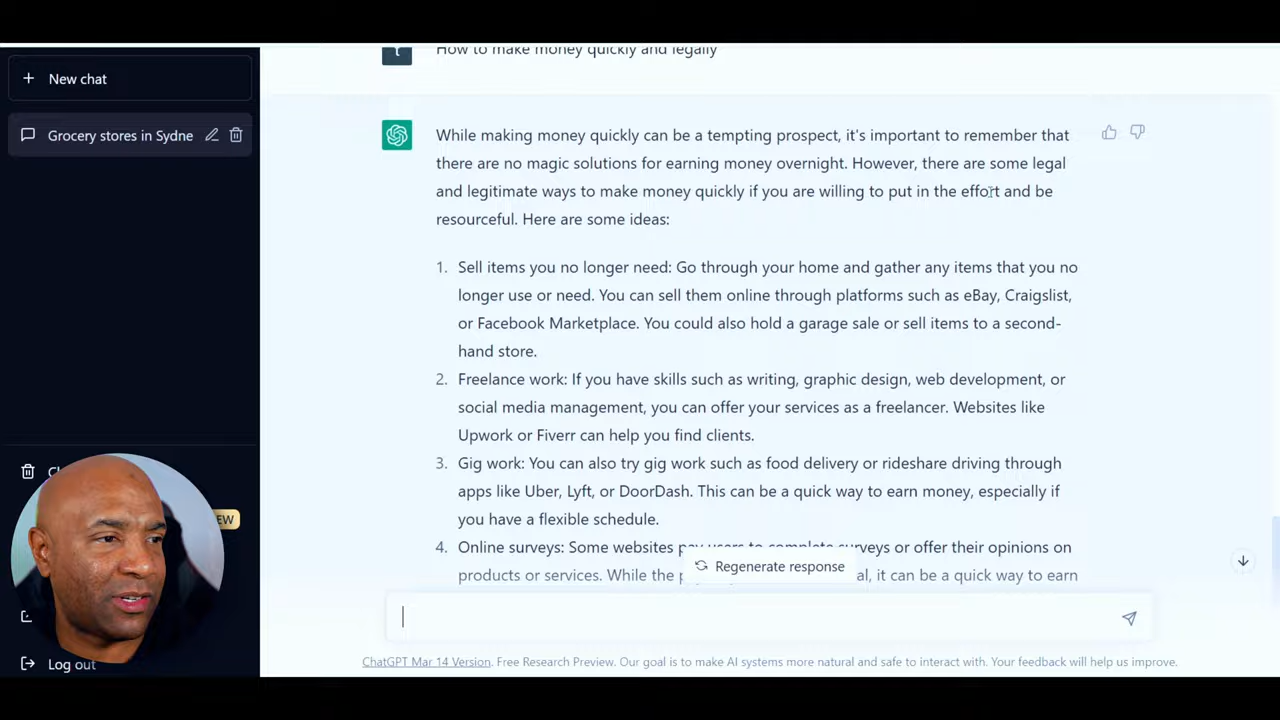 How to make money quickly and legally
New chat
Grocery stores in Sydne
While making money quickly can be a tempting prospect, it's important to remember that
there are no magic solutions for earning money overnight. However, there are some legal
and legitimate ways to make money quickly if you are willing to put in the effort and be
resourceful. Here are some ideas:
1. Sell items you no longer need: Go through your home and gather any items that you no
longer use or need. You can sell them online through platforms such as eBay, Craigslist,
or Facebook Marketplace. You could also hold a garage sale or sell items to a second-
hand store.
2. Freelance work: If you have skills such as writing, graphic design, web development, or
social media management, you can offer your services as a freelancer. Websites like
Upwork or Fiverr can help you find clients.
3. Gig work: You can also try gig work such as food delivery or rideshare driving through
apps like Uber, Lyft, or DoorDash. This can be a quick way to earn money, especially if
you have a flexible schedule.
4. Online surveys: Some websites pay users to complete surveys or offer their opinions on
products or services. While the it can be a quick way to earn
Regenerate response
Log out
ChatGPT Mar 14 Version. Free Research Preview. Our goal is to make AI systems more natural and safe to interact with. Your feedback will help us improve.